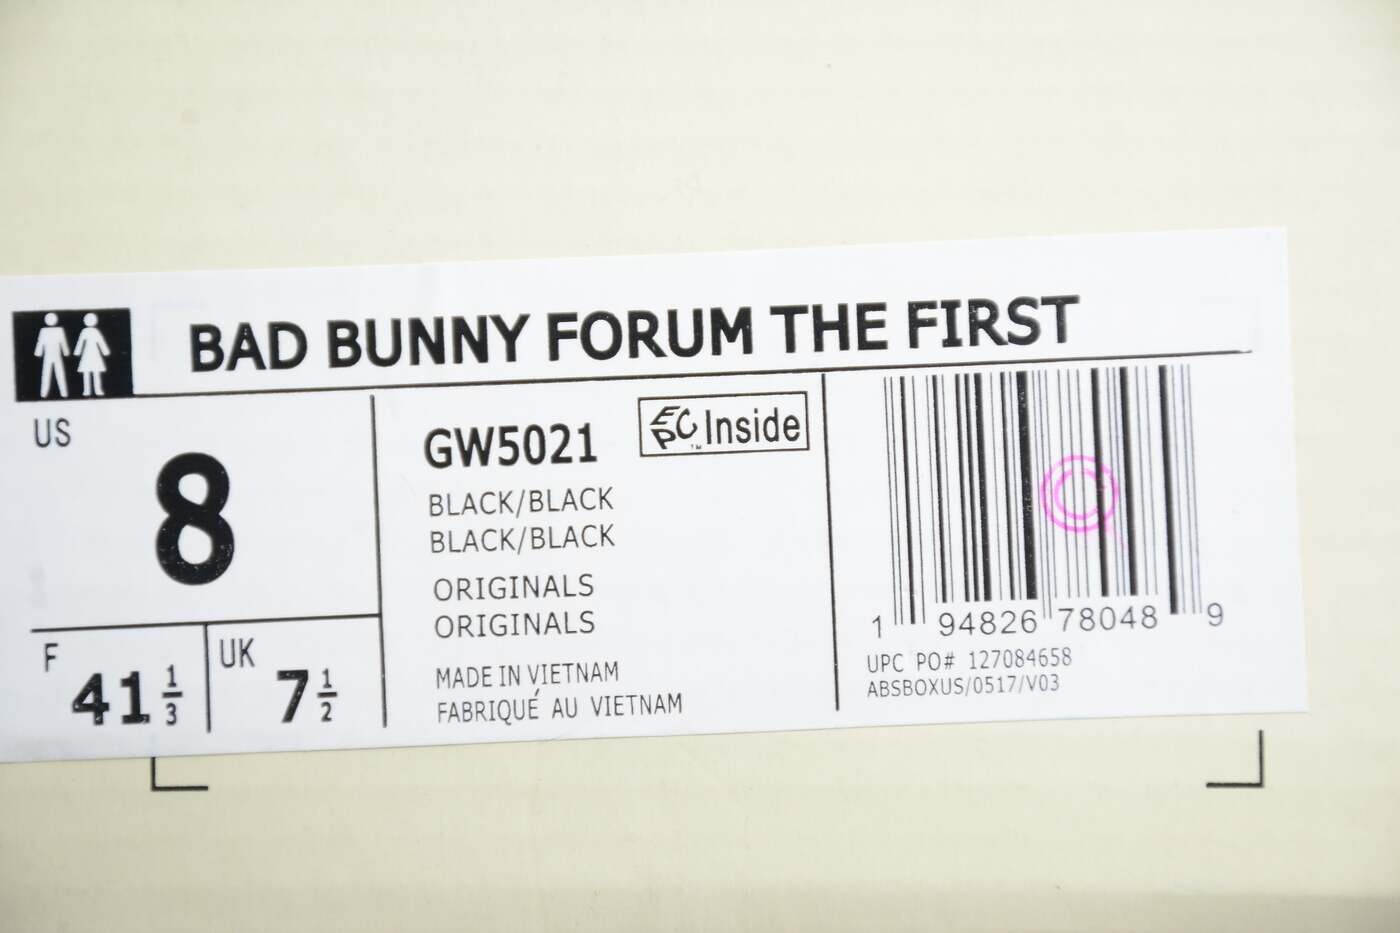 BAD BUNNY FORUM THE FIRST
US
8
F
41 1/3
UK
7 1/2
GW5021
EPC™ Inside
BLACK/BLACK
BLACK/BLACK
ORIGINALS
ORIGINALS
MADE IN VIETNAM
FABRIQUÉ AU VIETNAM
1 94826 78048 9
UPC PO# 127084658
ABSBOXUS/0517/V03